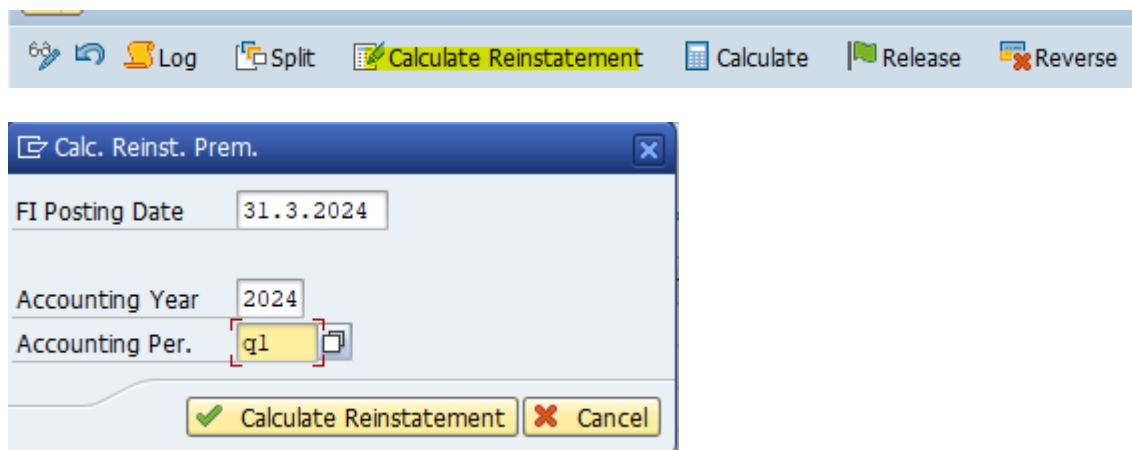 Log Split Calculate Reinstatement Calculate Release Reverse
Calc. Reinst. Prem.
FI Posting Date 31.3.2024
Accounting Year 2024
Accounting Per. q1
Calculate Reinstatement Cancel